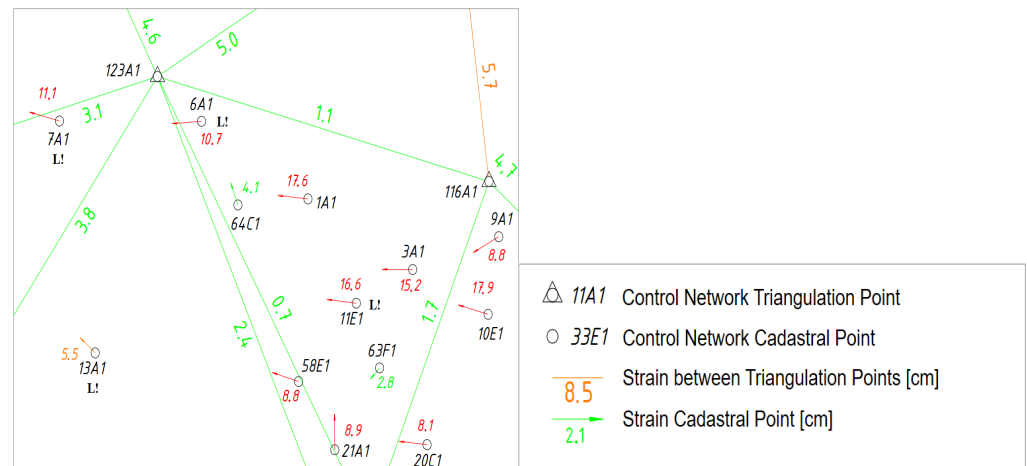 4.6
5.0
123A1
5.7
11.1
3.1
6A1
L!
10.7
1.1
7A1
L!
4.7
17.6
4.1
1A1
116A1
64C1
3.8
9A1
8.8
3A1
15.2
16.6
11E1
L!
17.9
10E1
0.7
1.7
2.4
5.5
13A1
L!
63F1
2.8
58E1
8.8
8.9
21A1
8.1
20C1
11A1 Control Network Triangulation Point
33E1 Control Network Cadastral Point
8.5 Strain between Triangulation Points [cm]
2.1 Strain Cadastral Point [cm]